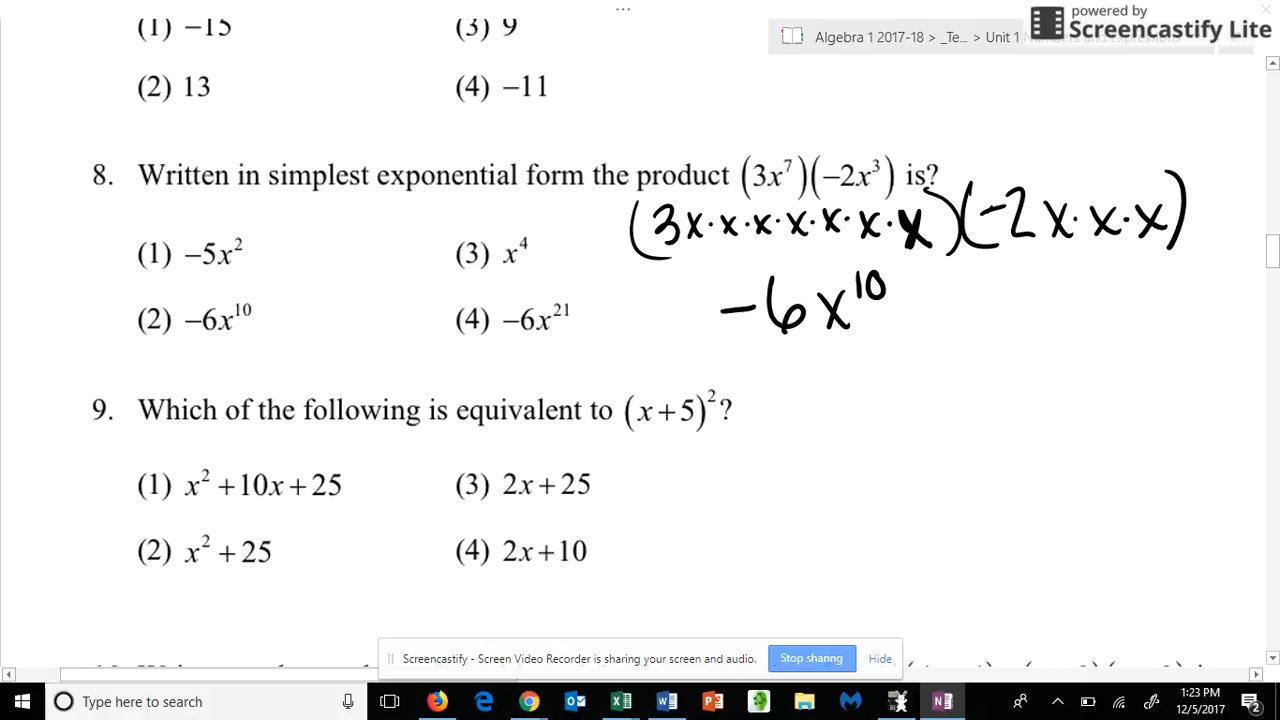 ...
powered by
Screencastify Lite
Algebra 1 2017-18 > _Te... > Unit 1
(1) −15 (3) 9
(2) 13 (4) −11
8. Written in simplest exponential form the product (3x⁷)(−2x³) is?
(3x·x·x·x·x·x·x)(−2x·x·x)
(1) −5x² (3) x⁴
−6x¹⁰
(2) −6x¹⁰ (4) −6x²¹
9. Which of the following is equivalent to (x+5)²?
(1) x² +10x+25 (3) 2x+25
(2) x² +25 (4) 2x+10
Screencastify - Screen Video Recorder is sharing your screen and audio. Stop sharing Hide
Type here to search
1:23 PM
12/5/2017
2